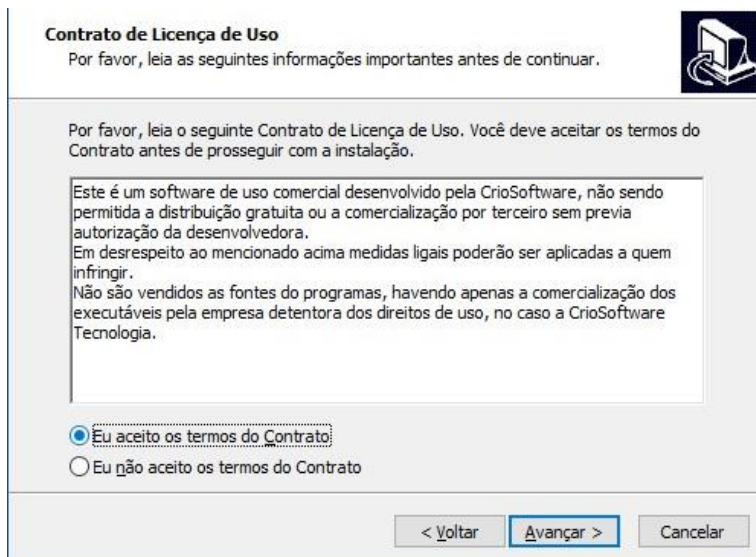 Contrato de Licença de Uso
Por favor, leia as seguintes informações importantes antes de continuar.
Por favor, leia o seguinte Contrato de Licença de Uso. Você deve aceitar os termos do
Contrato antes de prosseguir com a instalação.
Este é um software de uso comercial desenvolvido pela CrioSoftware, não sendo
permitida a distribuição gratuita ou a comercialização por terceiro sem previa
autorização da desenvolvedora.
Em desrespeito ao mencionado acima medidas ligais poderão ser aplicadas a quem
infringir.
Não são vendidos as fontes do programas, havendo apenas a comercialização dos
executáveis pela empresa detentora dos direitos de uso, no caso a CrioSoftware
Tecnologia.
Eu aceito os termos do Contrato
Eu não aceito os termos do Contrato
< Voltar Avançar > Cancelar